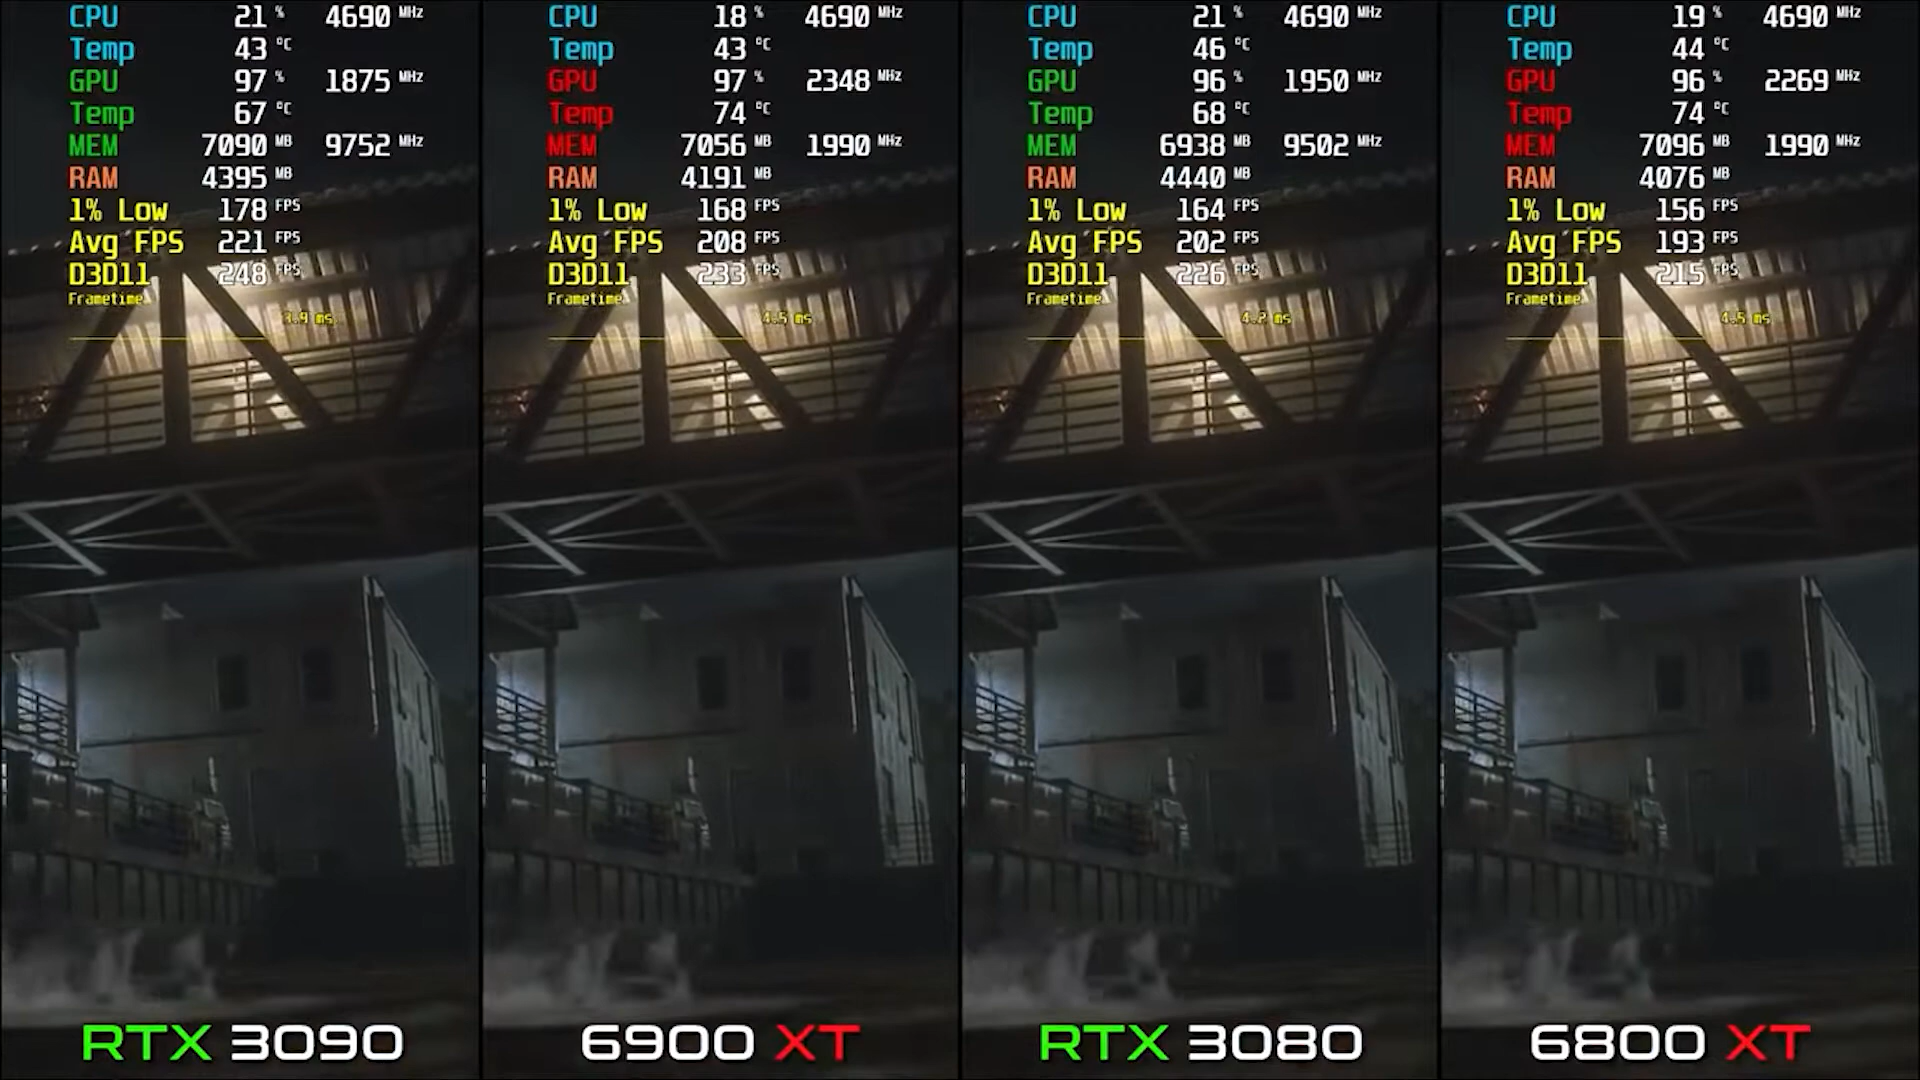 CPU 21 % 4690 MHz
Temp 43 °C
GPU 97 % 1875 MHz
Temp 67 °C
MEM 7090 MB 9752 MHz
RAM 4395 MB
1% Low 178 FPS
Avg FPS 221 FPS
D3D11 248 FPS
Frametime
3.9 ms
RTX 3090
CPU 18 % 4690 MHz
Temp 43 °C
GPU 97 % 2348 MHz
Temp 74 °C
MEM 7056 MB 1990 MHz
RAM 4191 MB
1% Low 168 FPS
Avg FPS 208 FPS
D3D11 233 FPS
Frametime
4.5 ms
6900 XT
CPU 21 % 4690 MHz
Temp 46 °C
GPU 96 % 1950 MHz
Temp 68 °C
MEM 6938 MB 9502 MHz
RAM 4440 MB
1% Low 164 FPS
Avg FPS 202 FPS
D3D11 226 FPS
Frametime
4.2 ms
RTX 3080
CPU 19 % 4690 MHz
Temp 44 °C
GPU 96 % 2269 MHz
Temp 74 °C
MEM 7096 MB 1990 MHz
RAM 4076 MB
1% Low 156 FPS
Avg FPS 193 FPS
D3D11 215 FPS
Frametime
4.5 ms
6800 XT